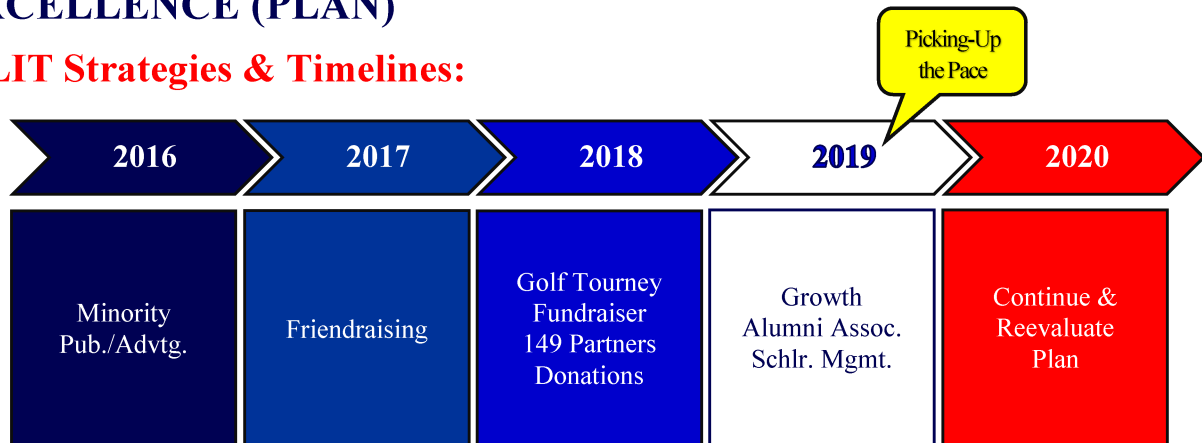 XCELLENCE (PLAN)
LIT Strategies & Timelines:
Picking-Up
the Pace
2016
2017
2018
2019
2020
Minority
Pub./Advtg.
Friendraising
Golf Tourney
Fundraiser
149 Partners
Donations
Growth
Alumni Assoc.
Schlr. Mgmt.
Continue &
Reevaluate
Plan